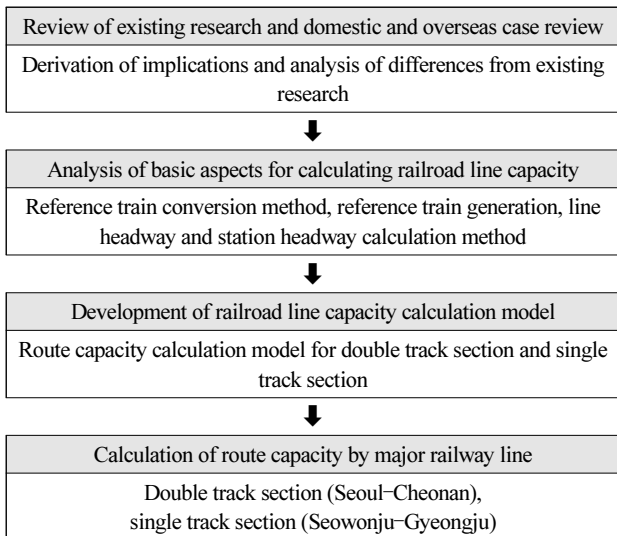 Review of existing research and domestic and overseas case review
Derivation of implications and analysis of differences from existing
research
Analysis of basic aspects for calculating railroad line capacity
Reference train conversion method, reference train generation, line
headway and station headway calculation method
Development of railroad line capacity calculation model
Route capacity calculation model for double track section and single
track section
Calculation of route capacity by major railway line
Double track section (Seoul−Cheonan),
single track section (Seowonju−Gyeongju)